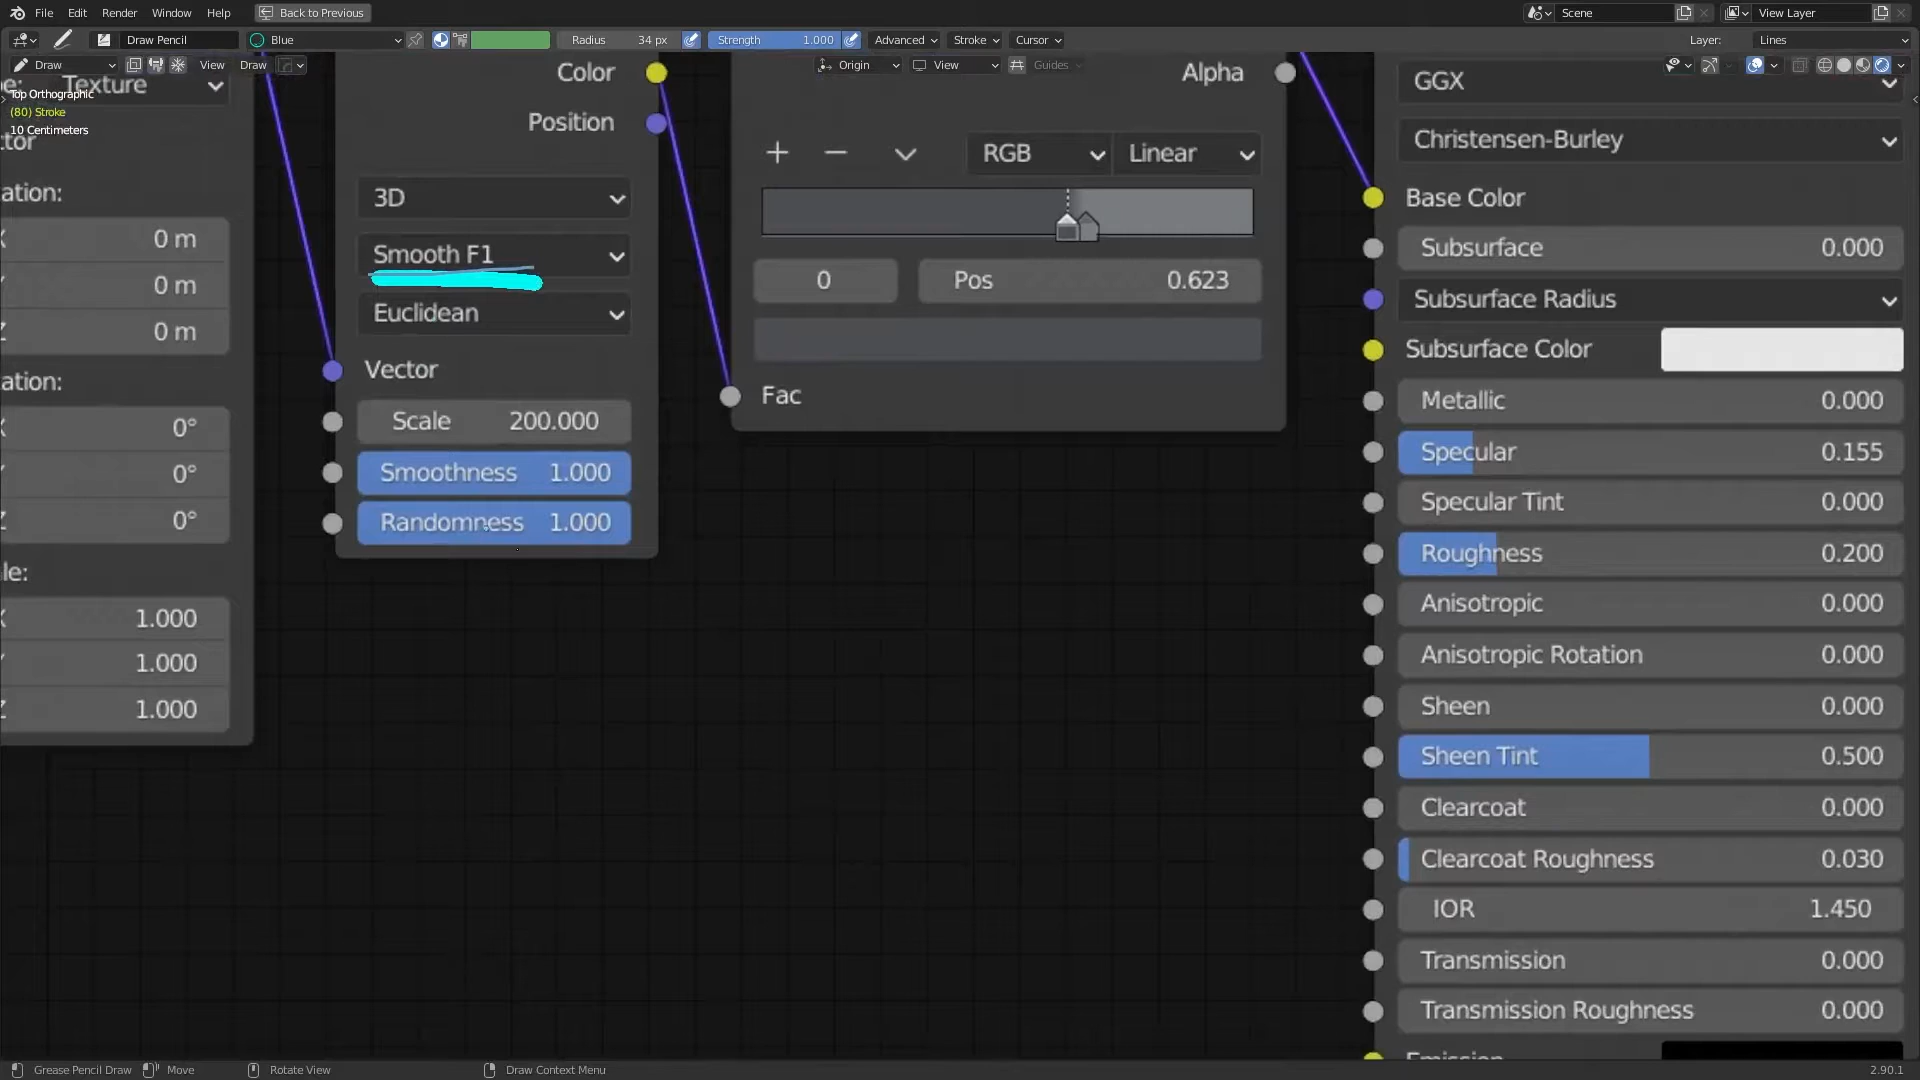 File Edit Render Window Help Back to Previous Scene View Layer
Draw Pencil Blue Radius 34 px Strength 1.000 Advanced Stroke Cursor Layer: Lines
Draw View Draw Origin View Guides
Texture
Top Orthographic
(80) Stroke
10 Centimeters
ation:
0 m
0 m
0 m
ation:
0°
0°
0°
le:
1.000
1.000
1.000
Color
Position
3D
Smooth F1
Euclidean
Vector
Scale 200.000
Smoothness 1.000
Randomness 1.000
Alpha
RGB Linear
0 Pos 0.623
Fac
GGX
Christensen-Burley
Base Color
Subsurface 0.000
Subsurface Radius
Subsurface Color
Metallic 0.000
Specular 0.155
Specular Tint 0.000
Roughness 0.200
Anisotropic 0.000
Anisotropic Rotation 0.000
Sheen 0.000
Sheen Tint 0.500
Clearcoat 0.000
Clearcoat Roughness 0.030
IOR 1.450
Transmission 0.000
Transmission Roughness 0.000
Emission
Grease Pencil Draw Move Rotate View Draw Context Menu 2.90.1